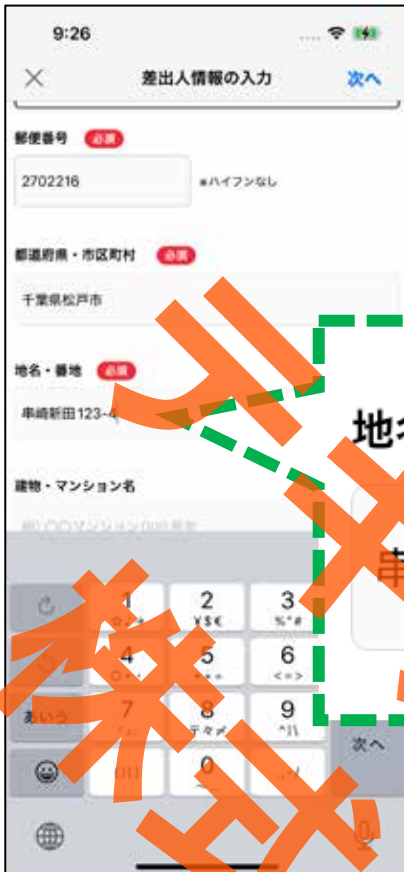 9:26
差出人情報の入力 次へ
郵便番号 必須
2702216 *ハイフンなし
都道府県・市区町村 必須
千葉県松戸市
地名・番地 必須
串崎新田123-4
建物・マンション名
地
串
1 2 3
4 5 6
あいう 7 8 9
0
次へ
株式